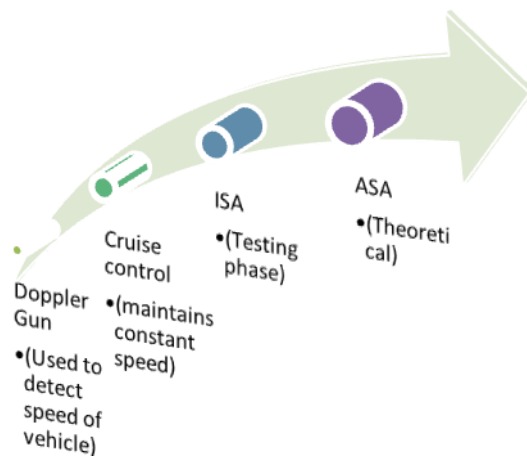 Doppler
Gun
•(Used to
detect
speed of
vehicle)
Cruise
control
•(maintains
constant
speed)
ISA
•(Testing
phase)
ASA
•(Theoreti
cal)